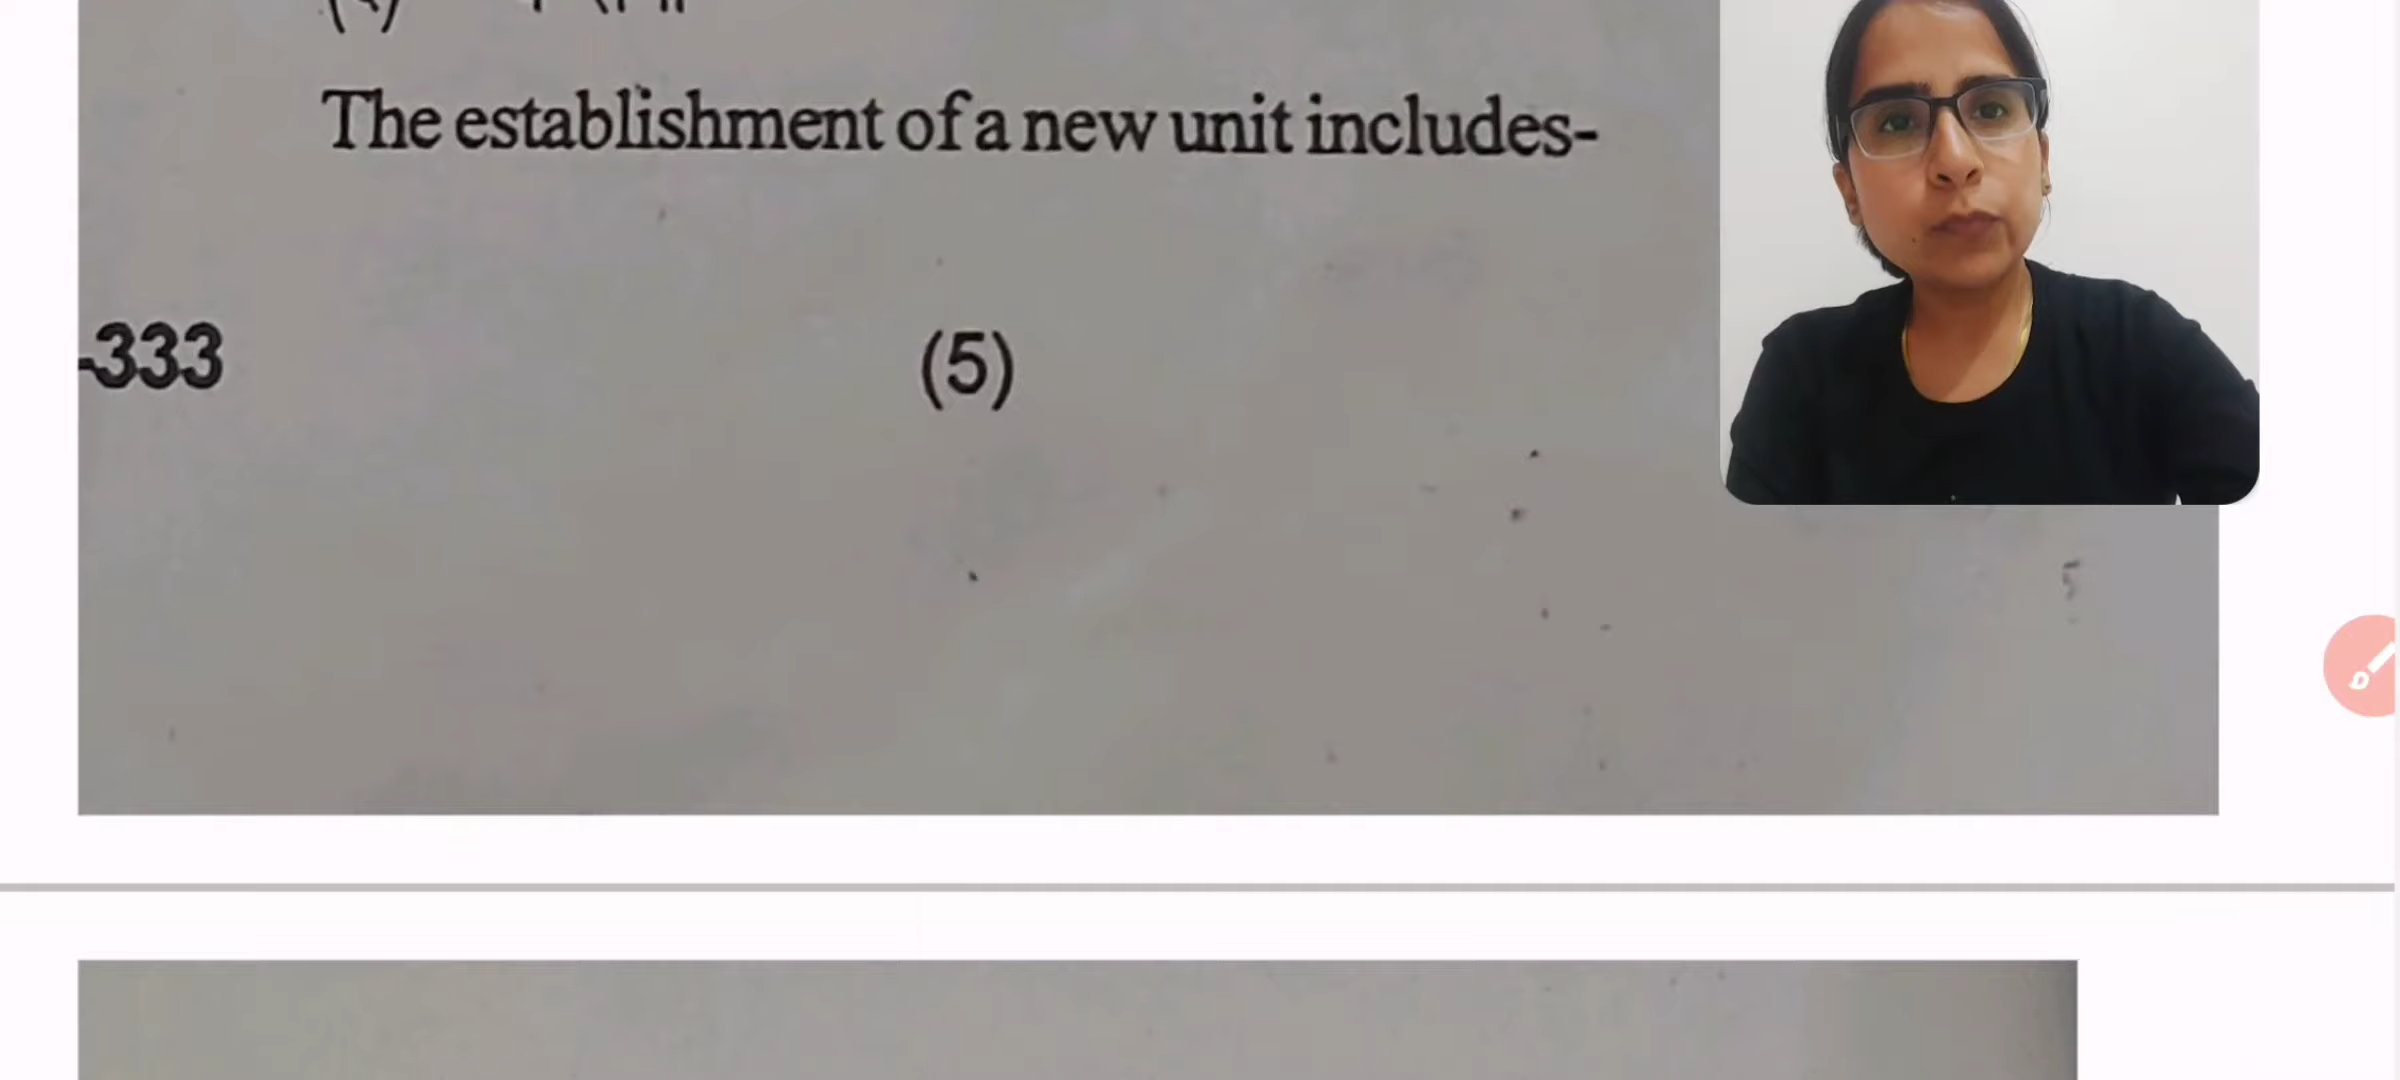 The establishment of a new unit includes-
-333 (5)